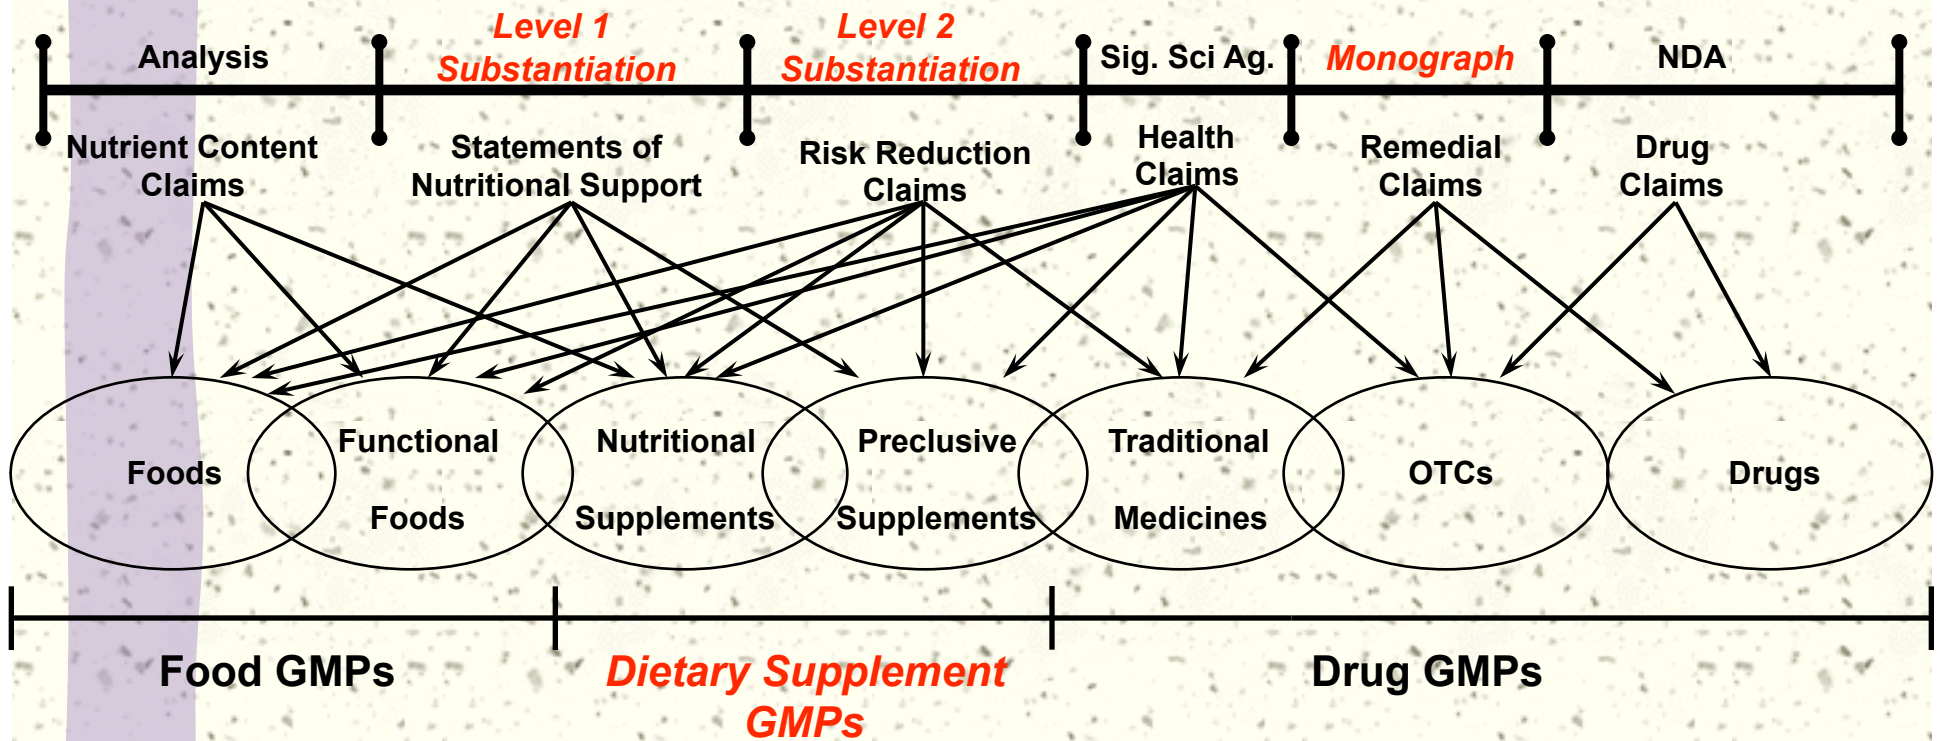 Analysis
Level 1
Substantiation
Level 2
Substantiation
Sig. Sci Ag.
Monograph
NDA
Nutrient Content
Claims
Statements of
Nutritional Support
Risk Reduction
Claims
Health
Claims
Remedial
Claims
Drug
Claims
Foods
Functional
Foods
Nutritional
Supplements
Preclusive
Supplements
Traditional
Medicines
OTCs
Drugs
Food GMPs
Dietary Supplement
GMPs
Drug GMPs